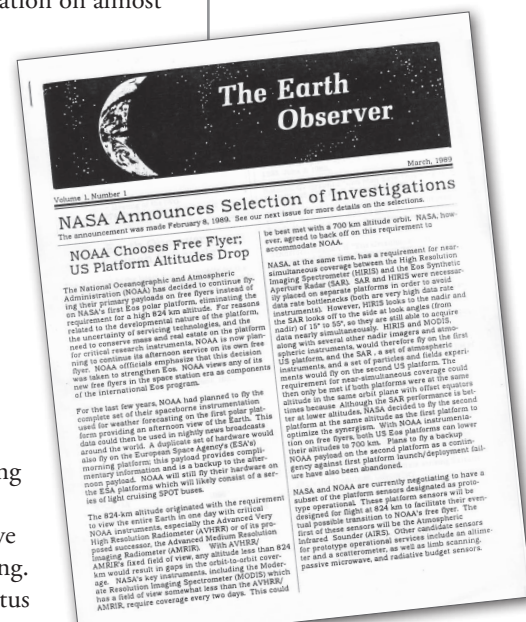 ation on almost
The Earth
Observer
Volume 1, Number 1
March, 1989
NASA Announces Selection of Investigations
The announcement was made February 8, 1989. See our next issue for more details on the selections.
NOAA Chooses Free Flyer;
US Platform Altitudes Drop
The National Oceanographic and Atmospheric
Administration (NOAA) has decided to continue fly-
ing their primary payloads on free flyers instead of
on NASA's first Eos polar platform, eliminating the
requirement for a high 824 km altitude. For reasons
related to the developmental nature of the platform,
the uncertainty of servicing technologies, and the
need to conserve mass and real estate on the platform
for critical research instruments, NOAA is now plan-
ning to continue its afternoon service on its own free
flyer. NOAA officials emphasize that this decision
was taken to strengthen Eos. NOAA views any of its
new free flyers in the space station era as components
of the international Eos program.
For the last few years, NOAA had planned to fly the
complete set of their spaceborne instrumentation
used for weather forecasting on the first polar plat-
form providing an afternoon view of the Earth. This
data could then be used in nightly news broadcasts
around the world. A duplicate set of hardware would
also fly on the European Space Agency's (ESA's)
morning platform; this payload provides compli-
mentary information and is a backup to the after-
noon payload. NOAA will still fly their hardware on
the ESA platforms which will likely consist of a ser-
ies of light cruising SPOT buses.
The 824-km altitude originated with the requirement
to view the entire Earth in one day with critical
NOAA instruments, especially the Advanced Very
High Resolution Radiometer (AVHRR) or of its pro-
posed successor, the Advanced Medium Resolution
Imaging Radiometer (AMRIR). With AVHRR/
AMRIR's fixed field of view, any altitude less than 824
km would result in gaps in the orbit-to-orbit cover-
age. NASA's key instruments, including the Moder-
ate Resolution Imaging Spectrometer (MODIS) which
has a field of view somewhat less than the AVHRR/
AMRIR, require coverage every two days. This could
be best met with a 700 km altitude orbit. NASA, how-
ever, agreed to back off on this requirement to
accommodate NOAA.
NASA, at the same time, has a requirement for near-
simultaneous coverage between the High Resolution
Imaging Spectrometer (HIRIS) and the Eos Synthetic
Aperture Radar (SAR). SAR and HIRIS were necessar-
ily placed on separate platforms in order to avoid
data rate bottlenecks (both are very high data rate
instruments). However, HIRIS looks to the nadir and
the SAR looks off to the side at look angles (from
nadir) of 15° to 55°, so they are still able to acquire
data nearly simultaneously. HIRIS and MODIS,
along with several other nadir imagers and atmo-
spheric instruments, would therefore fly on the first
US platform, and the SAR, a set of atmospheric
instruments, and a set of particles and fields experi-
ments would fly on the second US platform. The
requirement for near-simultaneous coverage could
then only be met if both platforms were at the same
altitude in the same orbit plane with offset equators
times because Although the SAR performance is bet-
ter at lower altitudes, NASA decided to fly the second
platform at the same altitude as the first platform to
optimize the synergism. With NOAA instrumenta-
tion on free flyers, both US Eos platforms can lower
their altitudes to 700 km. Plans to fly a backup
NOAA payload on the second platform as a contin-
gency against first platform launch/deployment fail-
ure have also been abandoned.
NASA and NOAA are currently negotiating to have a
subset of the platform sensors designated as proto-
type operational. These platform sensors will be
designed for flight at 824 km to facilitate their even-
tual possible transition to NOAA's free flyer. The
first of these sensors will be the Atmospheric
Infrared Sounder (AIRS). Other candidate sensors
for prototype operational services include an altime-
ter and a scatterometer, as well as limb scanning,
passive microwave, and radiative budget sensors.
ng
ve
ng.
tus